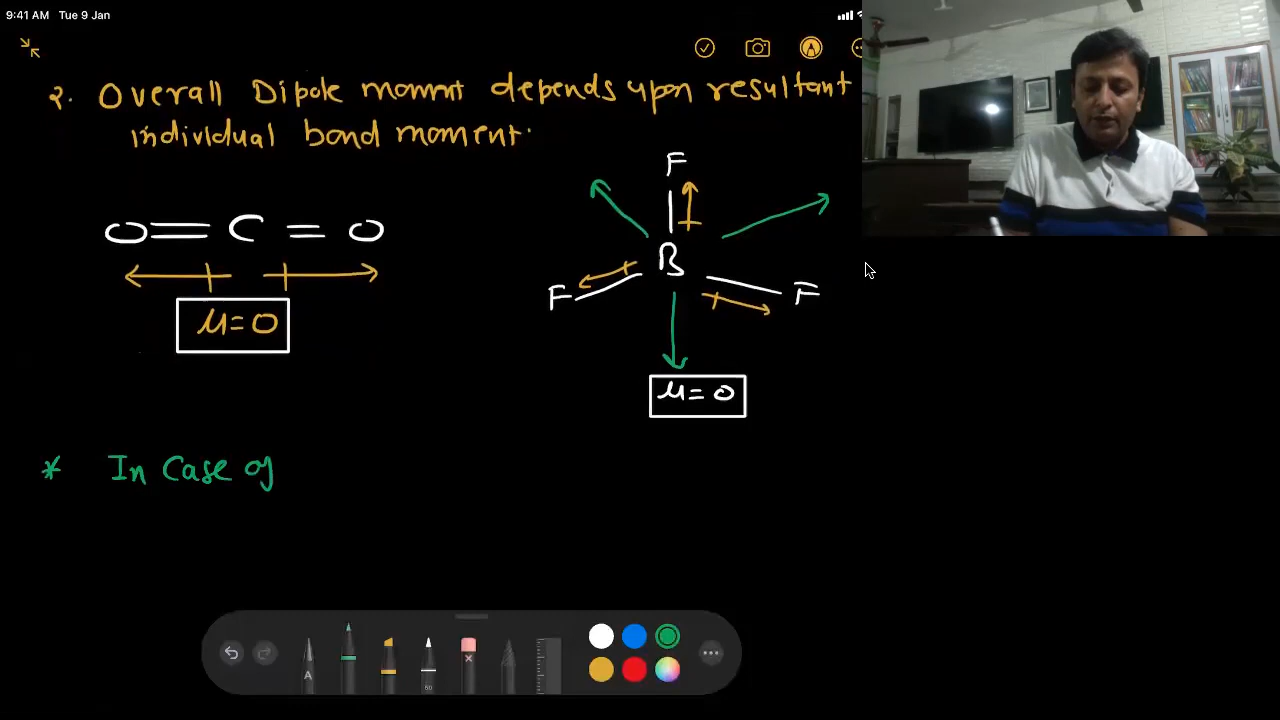 9:41 AM Tue 9 Jan
2. Overall Dipole moment depends upon resultant
individual bond moment.
F
O=C=O
B
F F
μ=0
μ=0
* In Case of
A
50